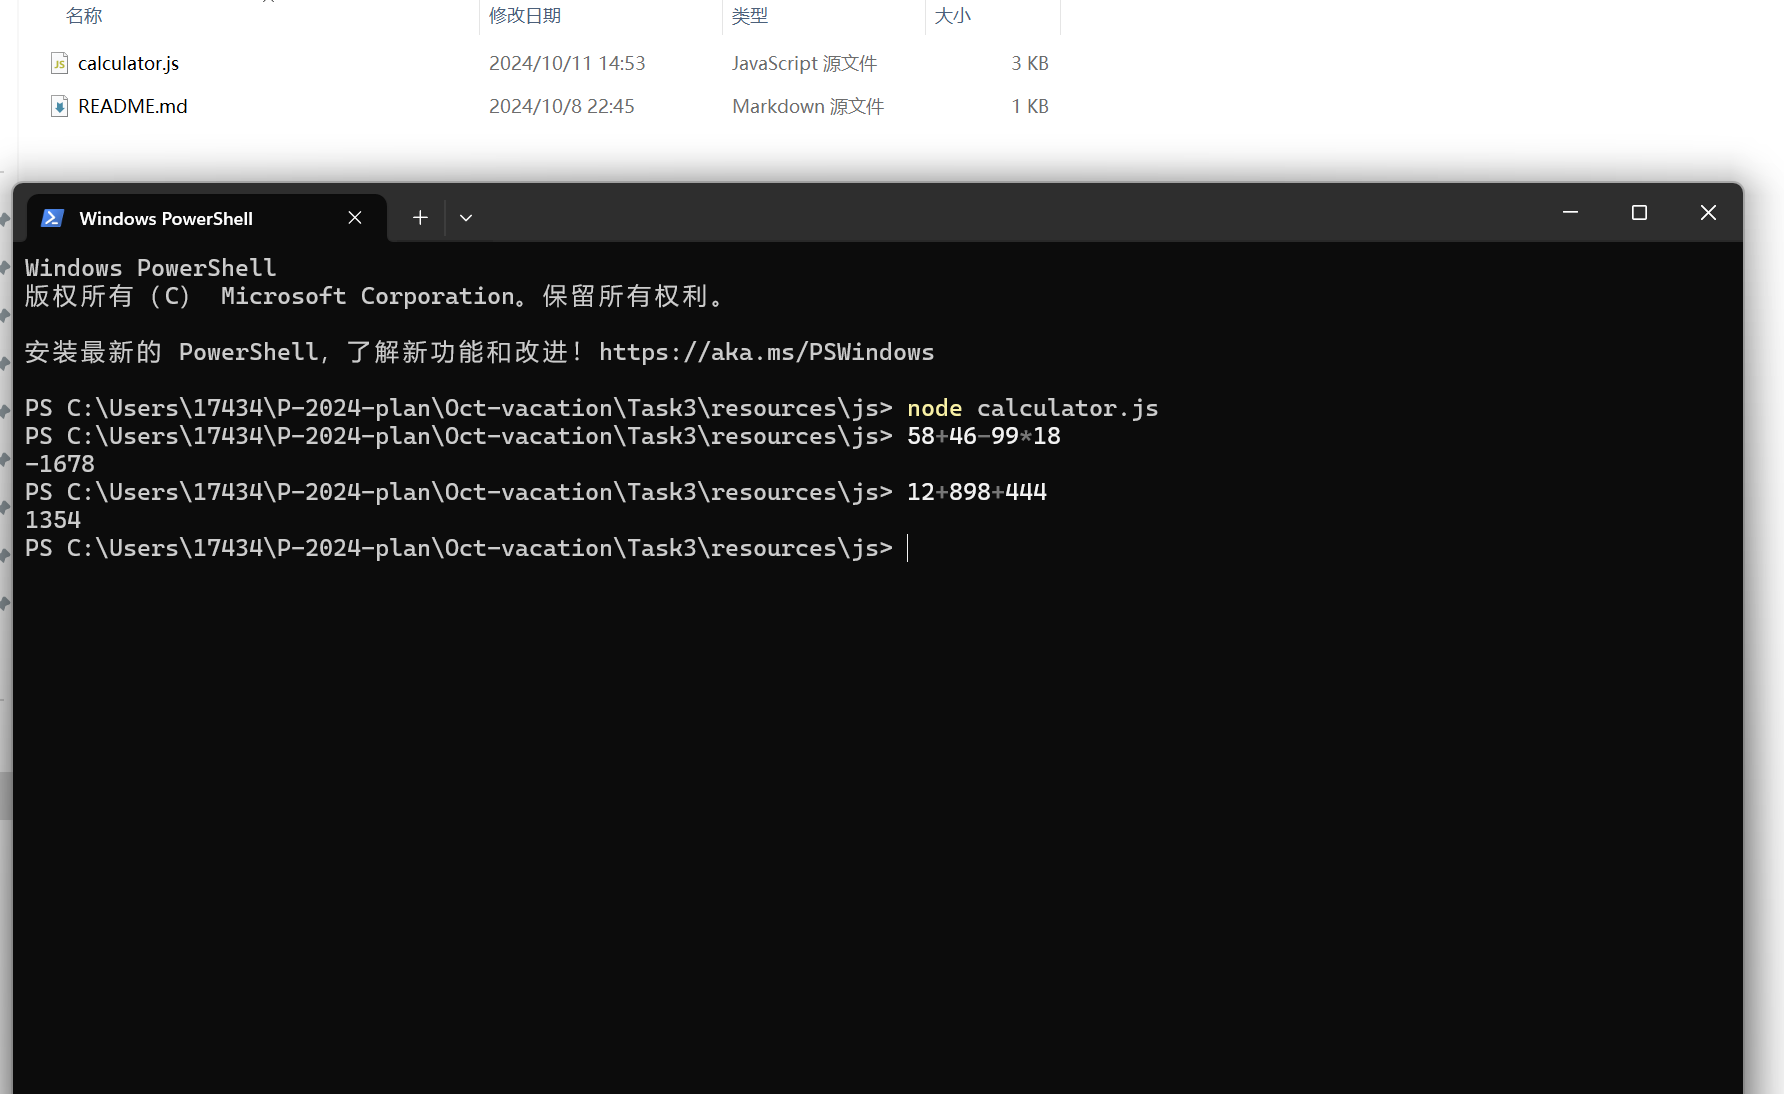 名称 修改日期 类型 大小
calculator.js 2024/10/11 14:53 JavaScript 源文件 3 KB
README.md 2024/10/8 22:45 Markdown 源文件 1 KB
Windows PowerShell
Windows PowerShell
版权所有（C） Microsoft Corporation。保留所有权利。
安装最新的 PowerShell，了解新功能和改进！https://aka.ms/PSWindows
PS C:\Users\17434\P-2024-plan\Oct-vacation\Task3\resources\js> node calculator.js
PS C:\Users\17434\P-2024-plan\Oct-vacation\Task3\resources\js> 58+46-99*18
-1678
PS C:\Users\17434\P-2024-plan\Oct-vacation\Task3\resources\js> 12+898+444
1354
PS C:\Users\17434\P-2024-plan\Oct-vacation\Task3\resources\js>